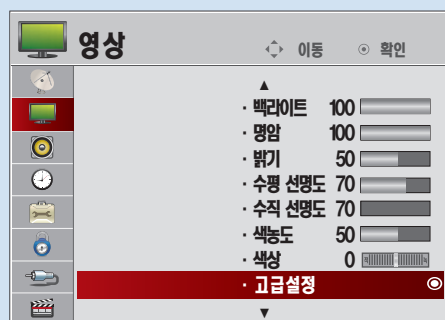 영상
이동 확인
▲
· 백라이트 100
· 명암 100
· 밝기 50
· 수평 선명도 70
· 수직 선명도 70
· 색농도 50
· 색상 0
· 고급설정
▼